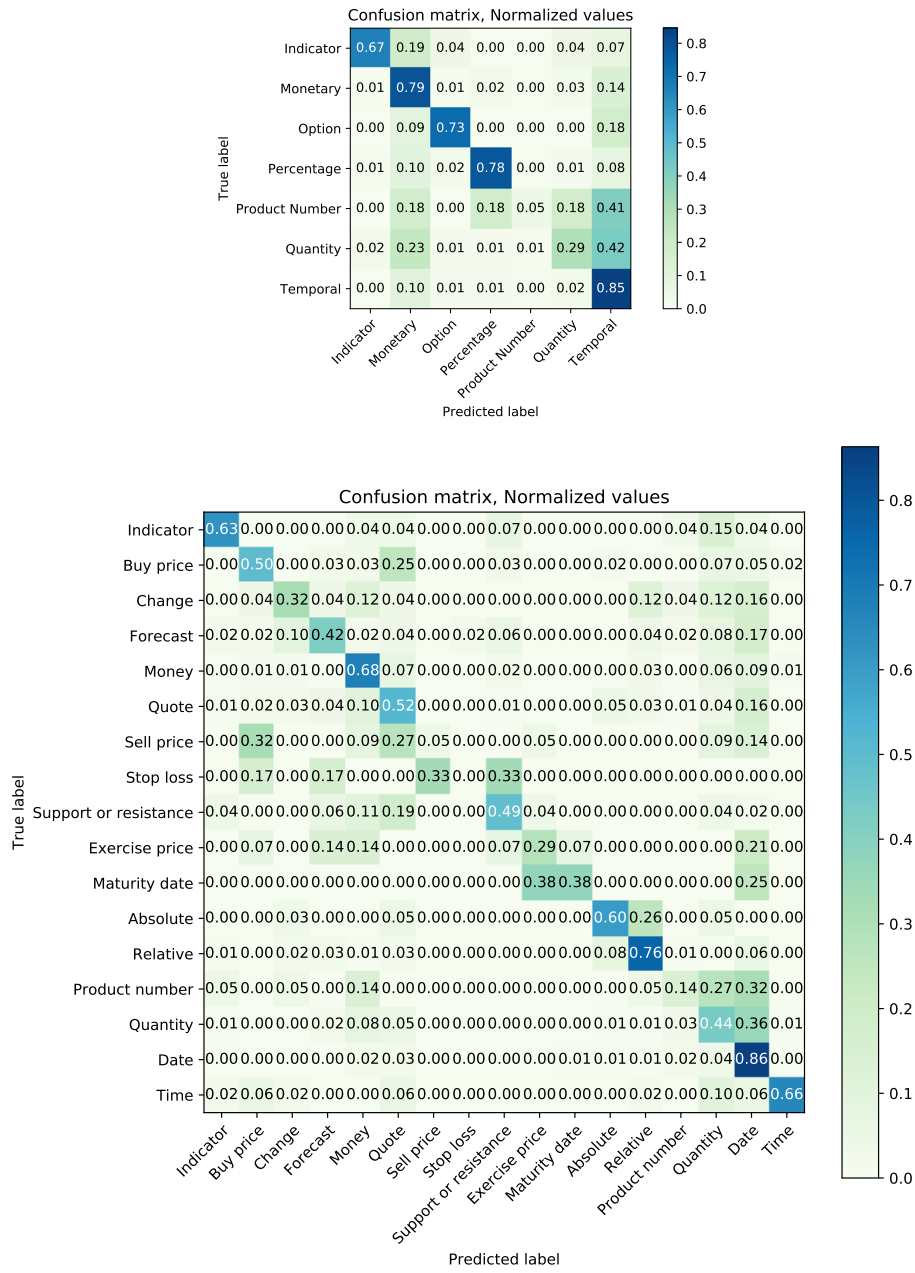 Confusion matrix, Normalized values
Indicator 0.67 0.19 0.04 0.00 0.00 0.04 0.07
Monetary 0.01 0.79 0.01 0.02 0.00 0.03 0.14
Option 0.00 0.09 0.73 0.00 0.00 0.00 0.18
Percentage 0.01 0.10 0.02 0.78 0.00 0.01 0.08
Product Number 0.00 0.18 0.00 0.18 0.05 0.18 0.41
Quantity 0.02 0.23 0.01 0.01 0.01 0.29 0.42
Temporal 0.00 0.10 0.01 0.01 0.00 0.02 0.85
True label
Indicator Monetary Option Percentage Product Number Quantity Temporal
Predicted label
0.8
0.7
0.6
0.5
0.4
0.3
0.2
0.1
0.0
Confusion matrix, Normalized values
Indicator 0.63 0.00 0.00 0.00 0.04 0.04 0.00 0.00 0.07 0.00 0.00 0.00 0.00 0.04 0.15 0.04 0.00
Buy price 0.00 0.50 0.00 0.03 0.03 0.25 0.00 0.00 0.03 0.00 0.00 0.02 0.00 0.00 0.07 0.05 0.02
Change 0.00 0.04 0.32 0.04 0.12 0.04 0.00 0.00 0.00 0.00 0.00 0.00 0.12 0.04 0.12 0.16 0.00
Forecast 0.02 0.02 0.10 0.42 0.02 0.04 0.00 0.02 0.06 0.00 0.00 0.00 0.04 0.02 0.08 0.17 0.00
Money 0.00 0.01 0.01 0.00 0.68 0.07 0.00 0.00 0.02 0.00 0.00 0.00 0.03 0.00 0.06 0.09 0.01
Quote 0.01 0.02 0.03 0.04 0.10 0.52 0.00 0.00 0.01 0.00 0.00 0.05 0.03 0.01 0.04 0.16 0.00
Sell price 0.00 0.32 0.00 0.00 0.09 0.27 0.05 0.00 0.00 0.05 0.00 0.00 0.00 0.00 0.09 0.14 0.00
Stop loss 0.00 0.17 0.00 0.17 0.00 0.00 0.33 0.00 0.33 0.00 0.00 0.00 0.00 0.00 0.00 0.00 0.00
Support or resistance 0.04 0.00 0.00 0.06 0.11 0.19 0.00 0.00 0.49 0.04 0.00 0.00 0.00 0.00 0.04 0.02 0.00
Exercise price 0.00 0.07 0.00 0.14 0.14 0.00 0.00 0.00 0.07 0.29 0.07 0.00 0.00 0.00 0.00 0.21 0.00
Maturity date 0.00 0.00 0.00 0.00 0.00 0.00 0.00 0.00 0.00 0.38 0.38 0.00 0.00 0.00 0.00 0.25 0.00
Absolute 0.00 0.00 0.03 0.00 0.00 0.05 0.00 0.00 0.00 0.00 0.00 0.60 0.26 0.00 0.05 0.00 0.00
Relative 0.01 0.00 0.02 0.03 0.01 0.03 0.00 0.00 0.00 0.00 0.00 0.08 0.76 0.01 0.00 0.06 0.00
Product number 0.05 0.00 0.05 0.00 0.14 0.00 0.00 0.00 0.00 0.00 0.00 0.00 0.05 0.14 0.27 0.32 0.00
Quantity 0.01 0.00 0.00 0.02 0.08 0.05 0.00 0.00 0.00 0.00 0.00 0.01 0.01 0.03 0.44 0.36 0.01
Date 0.00 0.00 0.00 0.00 0.02 0.03 0.00 0.00 0.00 0.00 0.01 0.01 0.01 0.02 0.04 0.86 0.00
Time 0.02 0.06 0.02 0.00 0.00 0.06 0.00 0.00 0.00 0.00 0.00 0.00 0.02 0.00 0.10 0.06 0.66
True label
Indicator Buy price Change Forecast Money Quote Sell price Stop loss Support or resistance Exercise price Maturity date Absolute Relative Product number Quantity Date Time
Predicted label
0.8
0.7
0.6
0.5
0.4
0.3
0.2
0.1
0.0